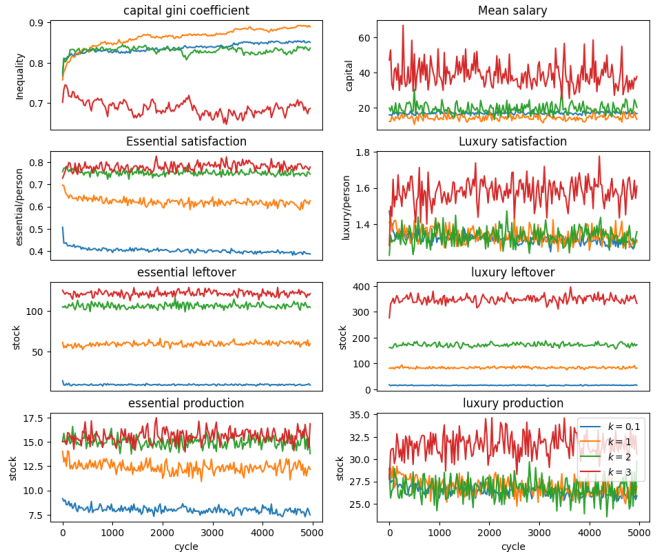 capital gini coefficient
Mean salary
0.9
0.8
0.7
Inequality
60
40
20
capital
Essential satisfaction
Luxury satisfaction
0.8
0.7
0.6
0.5
0.4
essential/person
1.8
1.6
1.4
luxury/person
essential leftover
luxury leftover
100
50
stock
400
300
200
100
0
stock
essential production
luxury production
17.5
15.0
12.5
10.0
7.5
stock
35.0
32.5
30.0
27.5
25.0
stock
k = 0.1
k = 1
k = 2
k = 3
0 1000 2000 3000 4000 5000
0 1000 2000 3000 4000 5000
cycle
cycle